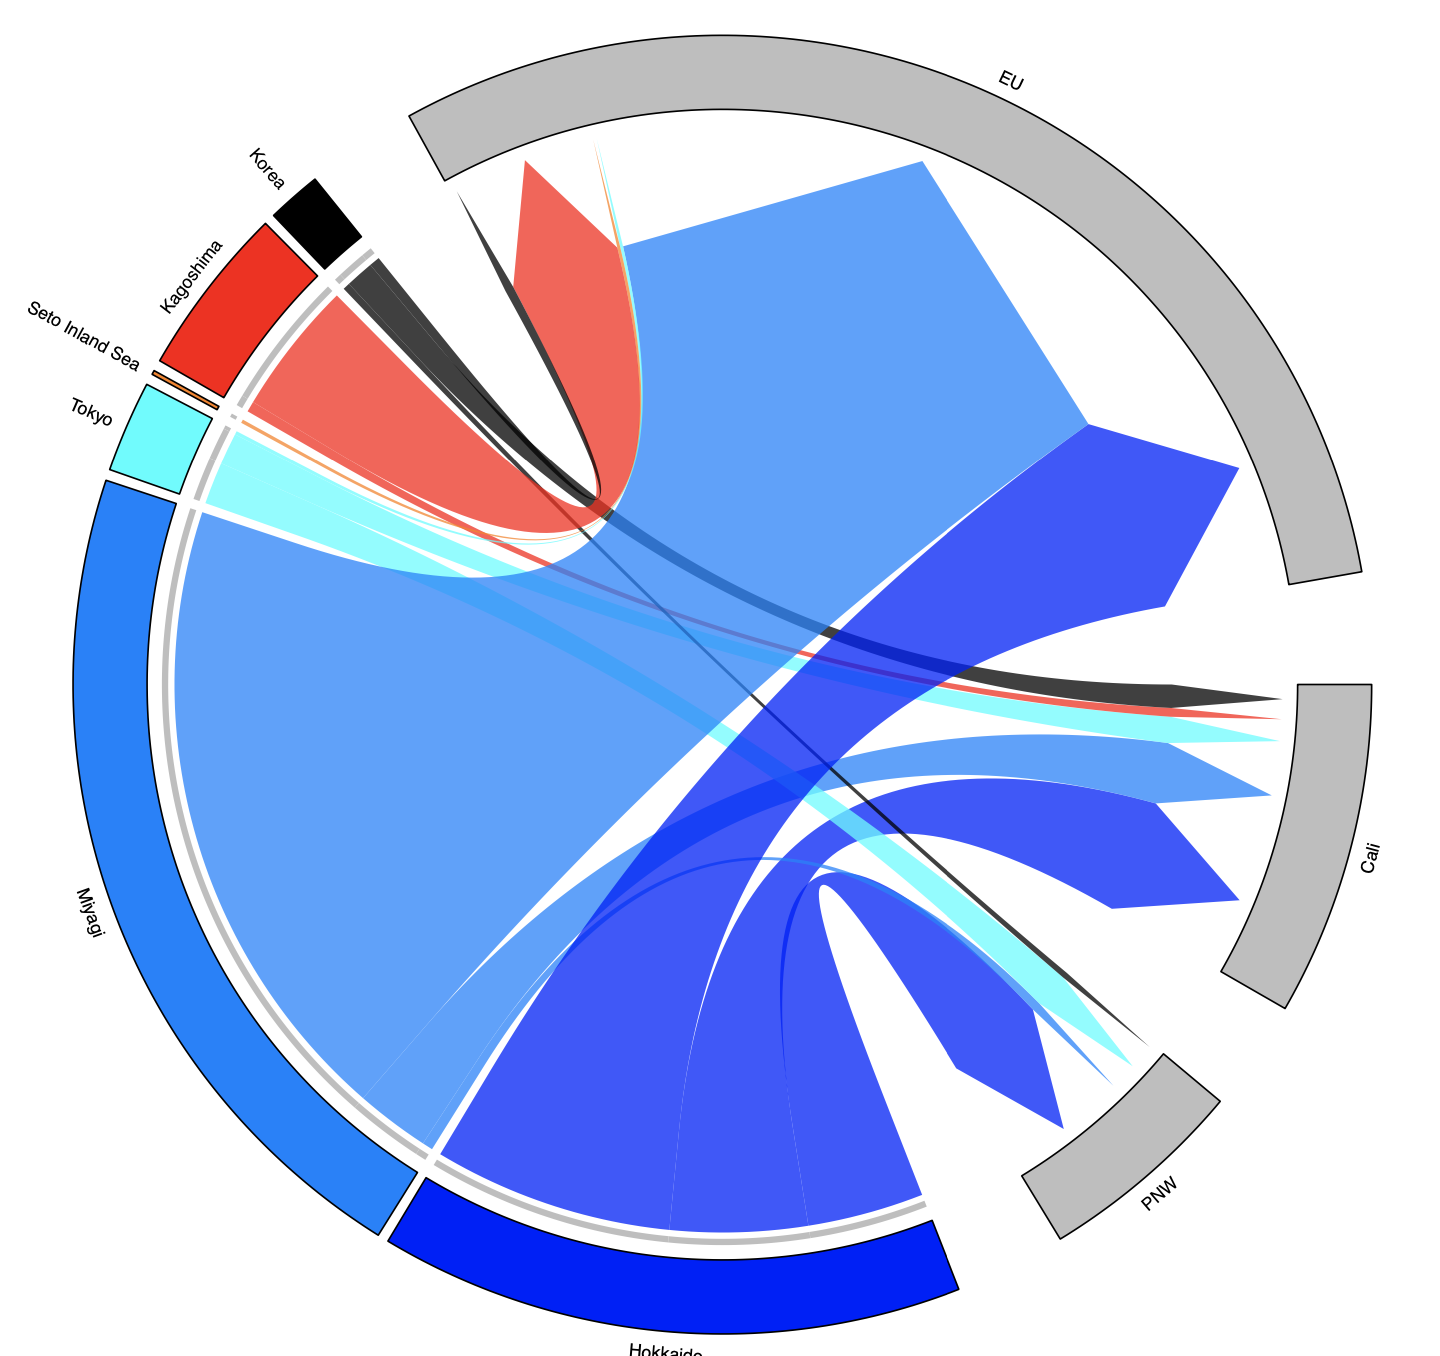 EU
Korea
Kagoshima
Seto Inland Sea
Tokyo
Cali
Miyagi
PNW
Hokkaido